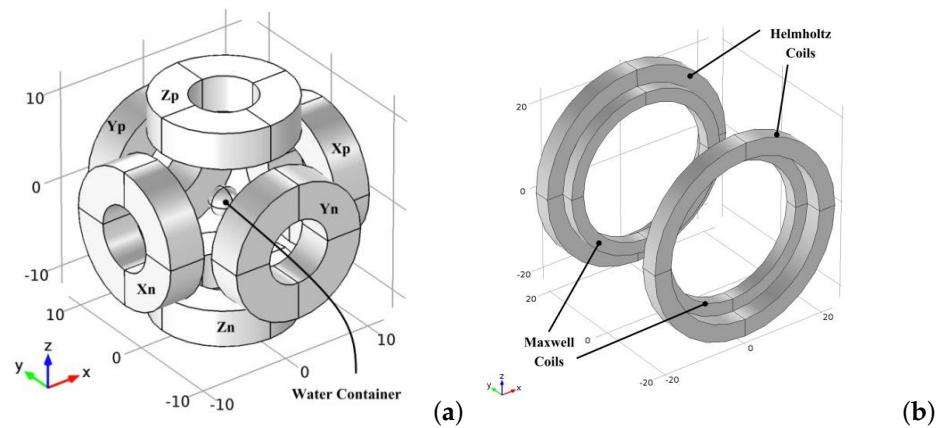 10
0
-10
Zp
Yp
Xp
Yn
Xn
Zn
10
0
-10
-10
0
10
z
y
x
Water Container
(a)
Helmholtz
Coils
20
0
-20
20
0
-20
-20
0
20
Maxwell
Coils
z
y
x
(b)